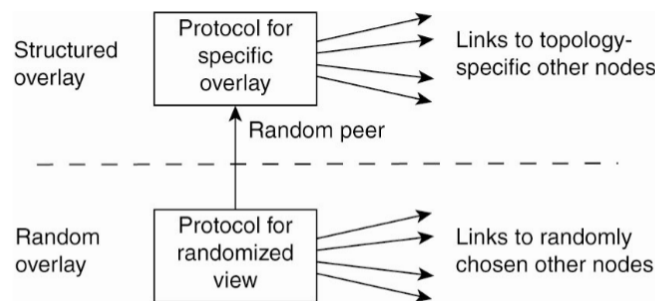 Structured
overlay
Protocol for
specific
overlay
Links to topology-
specific other nodes
Random peer
Random
overlay
Protocol for
randomized
view
Links to randomly
chosen other nodes